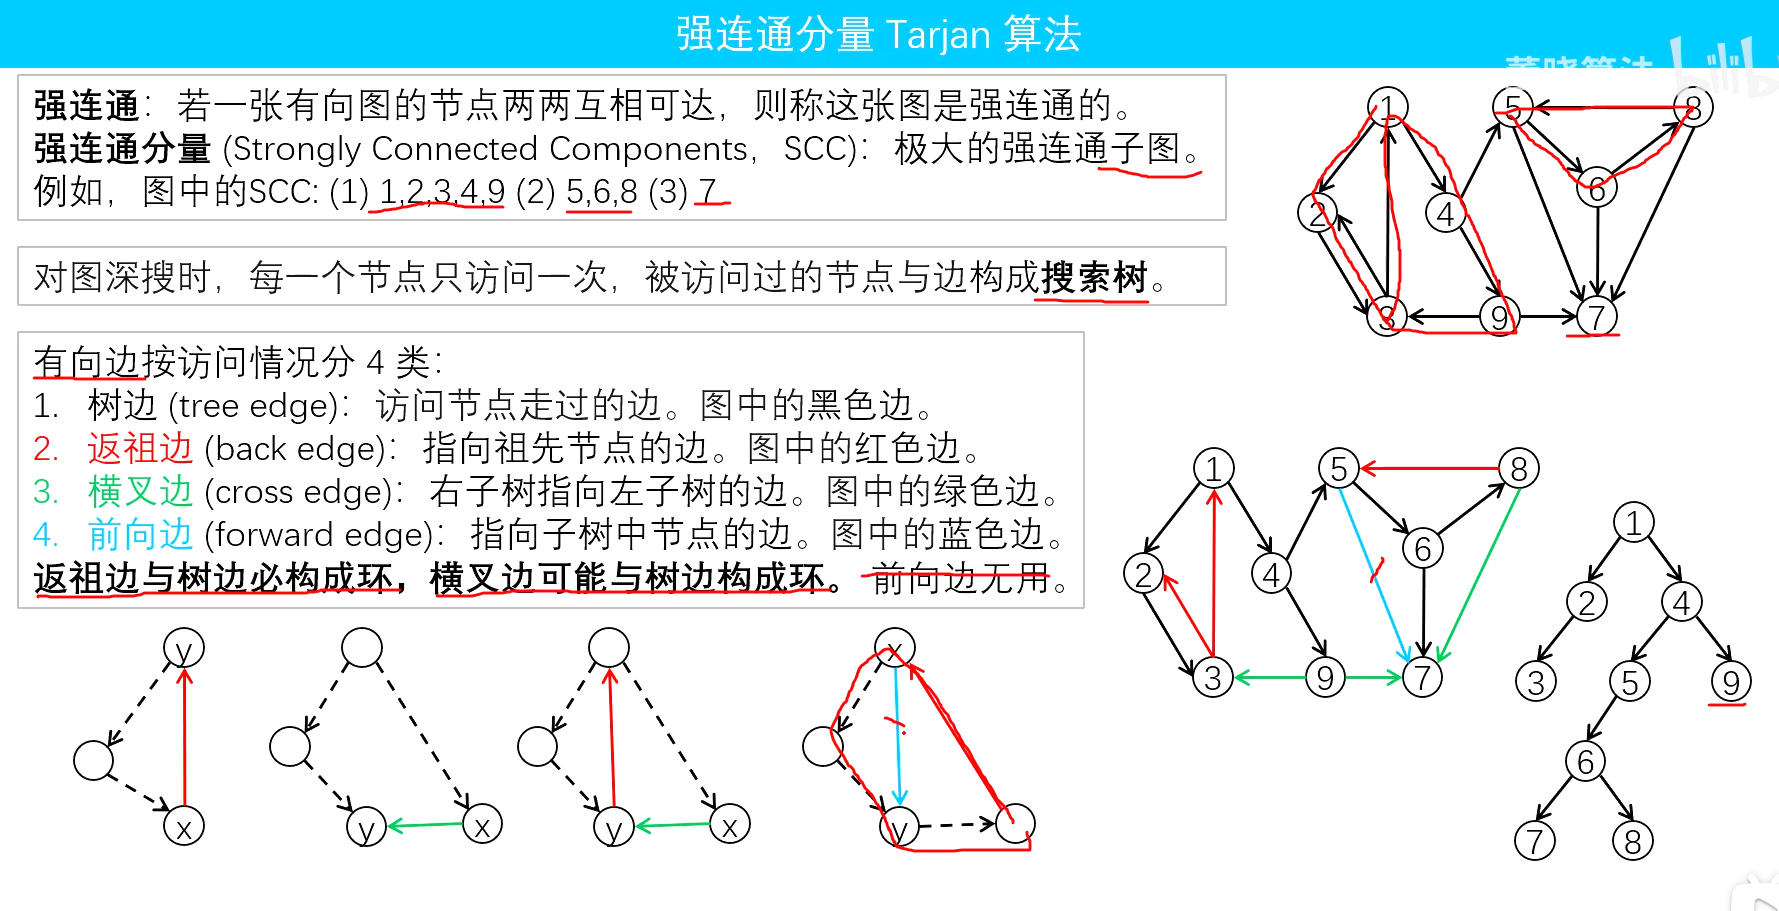 强连通分量 Tarjan 算法
bilibili
强连通：若一张有向图的节点两两互相可达，则称这张图是强连通的。
强连通分量 (Strongly Connected Components，SCC)：极大的强连通子图。
例如，图中的SCC: (1) 1,2,3,4,9 (2) 5,6,8 (3) 7
对图深搜时，每一个节点只访问一次，被访问过的节点与边构成搜索树。
有向边按访问情况分 4 类：
1. 树边 (tree edge)：访问节点走过的边。图中的黑色边。
2. 返祖边 (back edge)：指向祖先节点的边。图中的红色边。
3. 横叉边 (cross edge)：右子树指向左子树的边。图中的绿色边。
4. 前向边 (forward edge)：指向子树中节点的边。图中的蓝色边。
返祖边与树边必构成环，横叉边可能与树边构成环。 前向边无用。
1 5 8
6
2 4
3 9 7
1 5 8
6
2 4
3 9 7
1
2 4
3 5 9
6
7 8
y
x
y x
y x
x
y